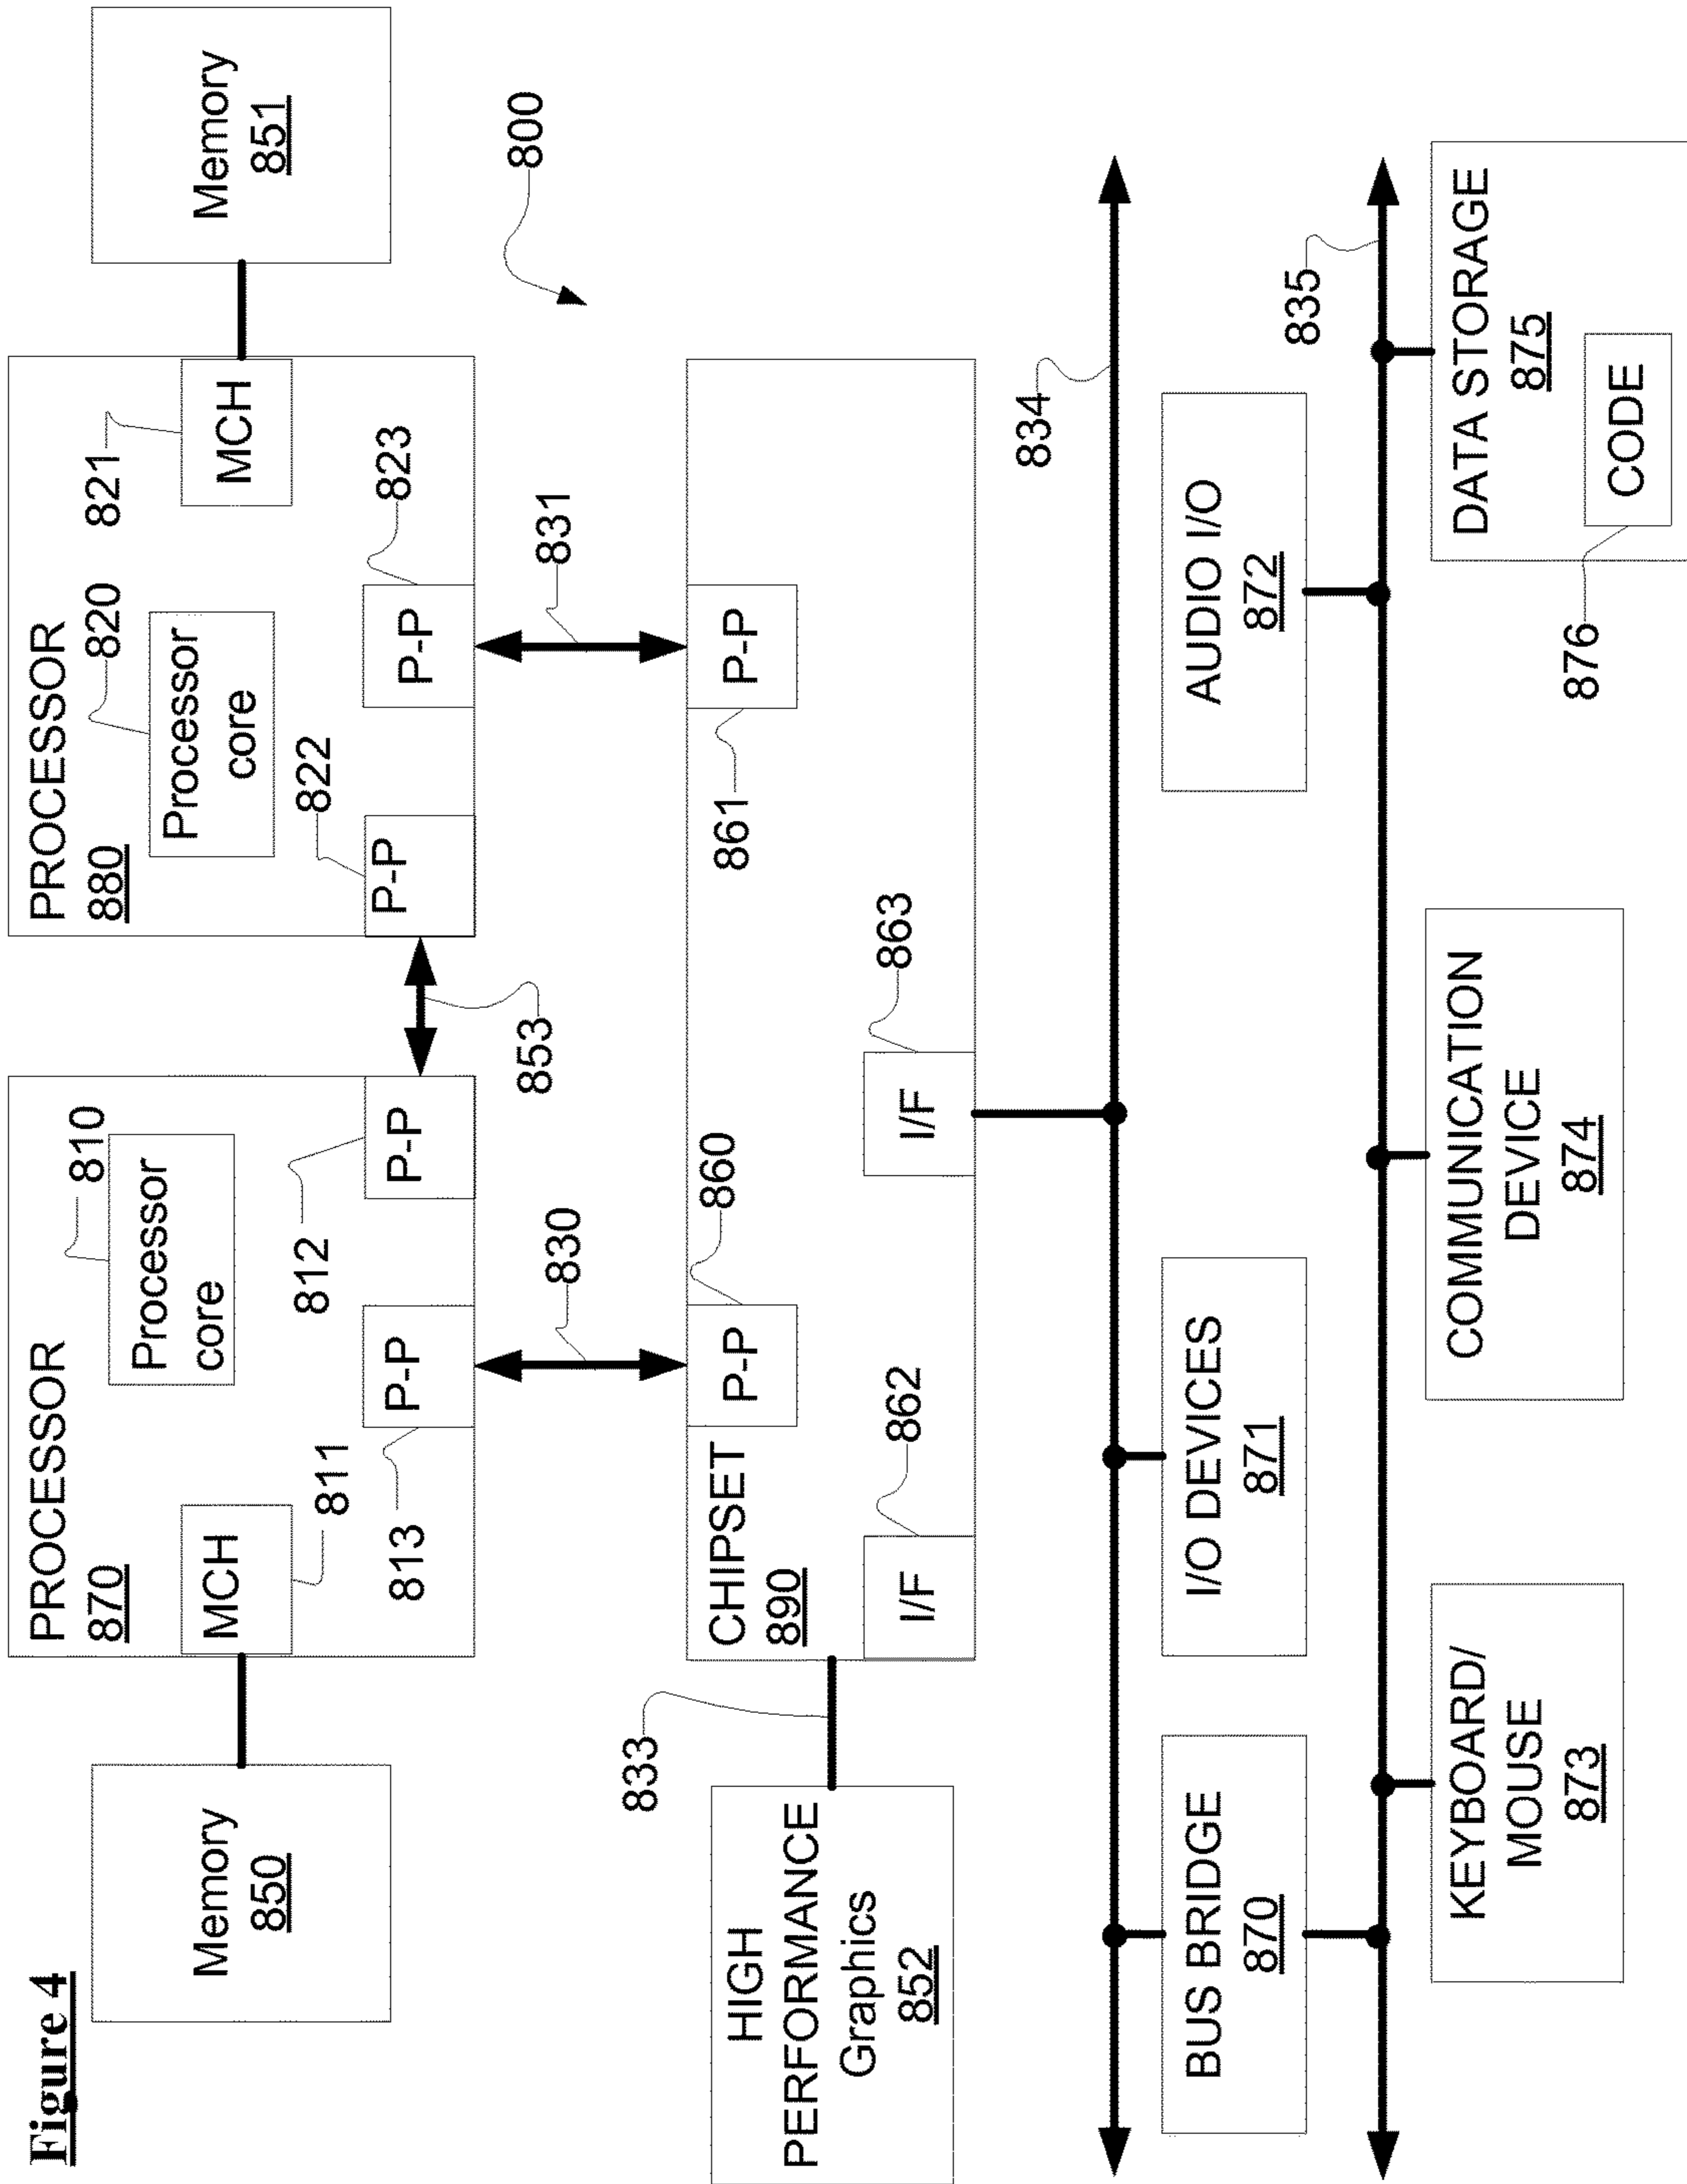 Figure 4
Memory
850
PROCESSOR
870
MCH
811
Processor
core
810
P-P
813
P-P
812
853
PROCESSOR
880
Processor
core
820
P-P
822
P-P
823
MCH
821
Memory
851
800
830
831
HIGH
PERFORMANCE
Graphics
852
833
CHIPSET
890
P-P
860
P-P
861
I/F
862
I/F
863
834
BUS BRIDGE
870
I/O DEVICES
871
AUDIO I/O
872
835
KEYBOARD/
MOUSE
873
COMMUNICATION
DEVICE
874
DATA STORAGE
875
CODE
876